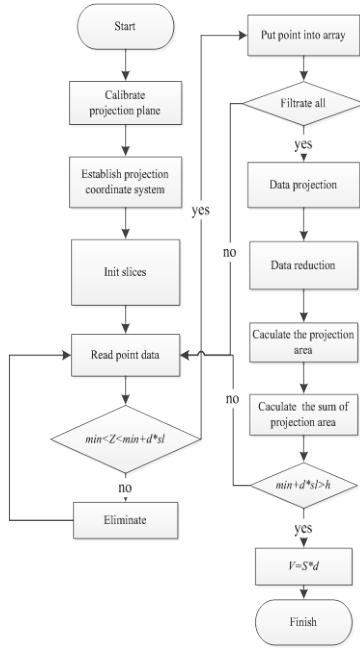 Start
Calibrate
projection plane
Establish projection
coordinate system
Init slices
Read point data
min<Z<min+d*sl
no
Eliminate
yes
Put point into array
Filtrate all
yes
no
Data projection
Data reduction
Caculate the projection
area
no
Caculate the sum of
projection area
min+d*sl>h
yes
V=S*d
Finish